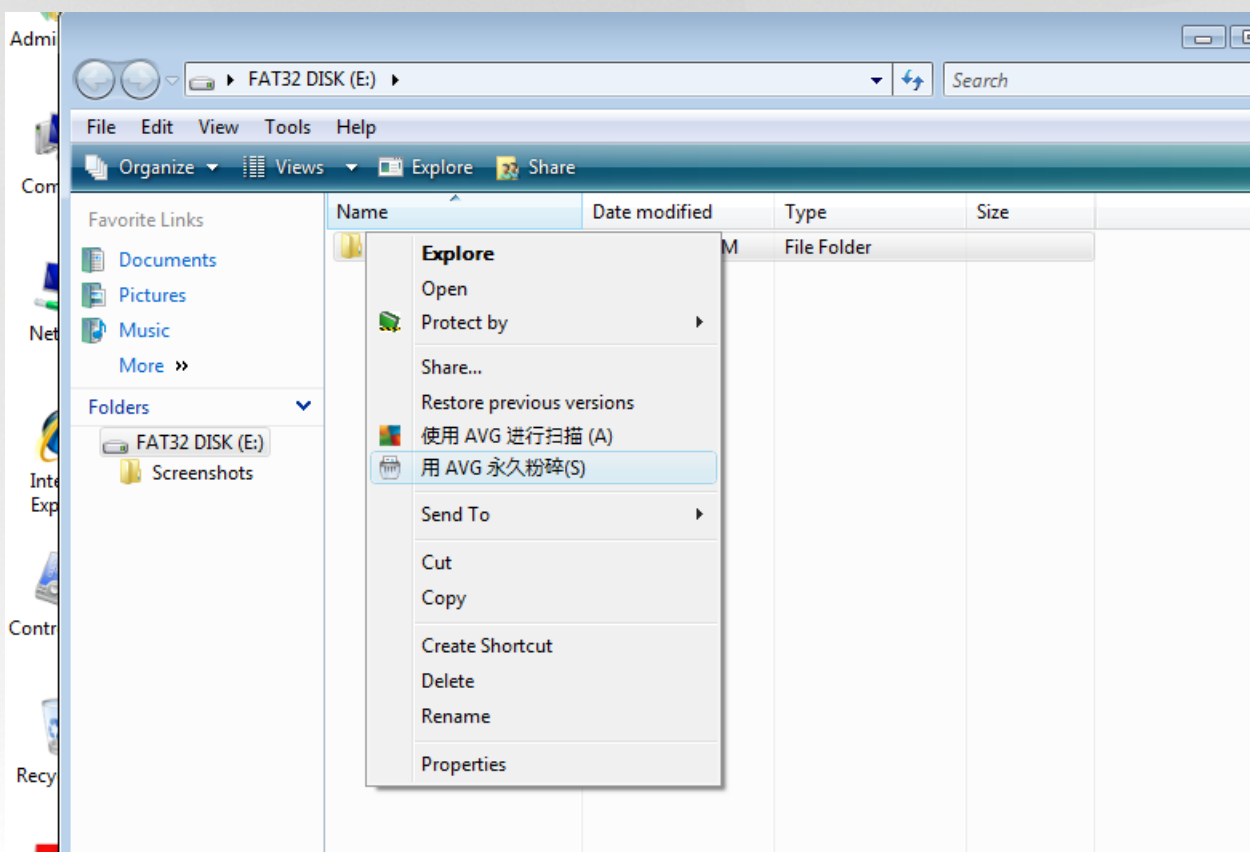 Admi
FAT32 DISK (E:)
Search
File Edit View Tools Help
Organize Views Explore Share
Com
Favorite Links
Name Date modified Type Size
M File Folder
Documents
Pictures
Music
More »
Net
Folders
FAT32 DISK (E:)
Screenshots
Inte
Exp
Contr
Recy
Explore
Open
Protect by
Share...
Restore previous versions
使用 AVG 进行扫描 (A)
用 AVG 永久粉碎(S)
Send To
Cut
Copy
Create Shortcut
Delete
Rename
Properties